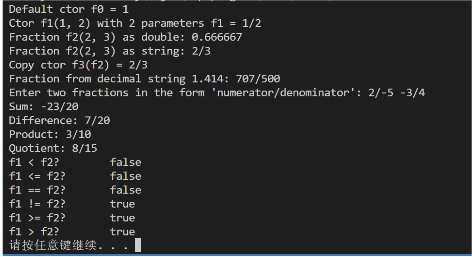 Default ctor f0 = 1
Ctor f1(1, 2) with 2 parameters f1 = 1/2
Fraction f2(2, 3) as double: 0.666667
Fraction f2(2, 3) as string: 2/3
Copy ctor f3(f2) = 2/3
Fraction from decimal string 1.414: 707/500
Enter two fractions in the form 'numerator/denominator': 2/-5 -3/4
Sum: -23/20
Difference: 7/20
Product: 3/10
Quotient: 8/15
f1 < f2?        false
f1 <= f2?       false
f1 == f2?       false
f1 != f2?       true
f1 >= f2?       true
f1 > f2?        true
请按任意键继续. . .